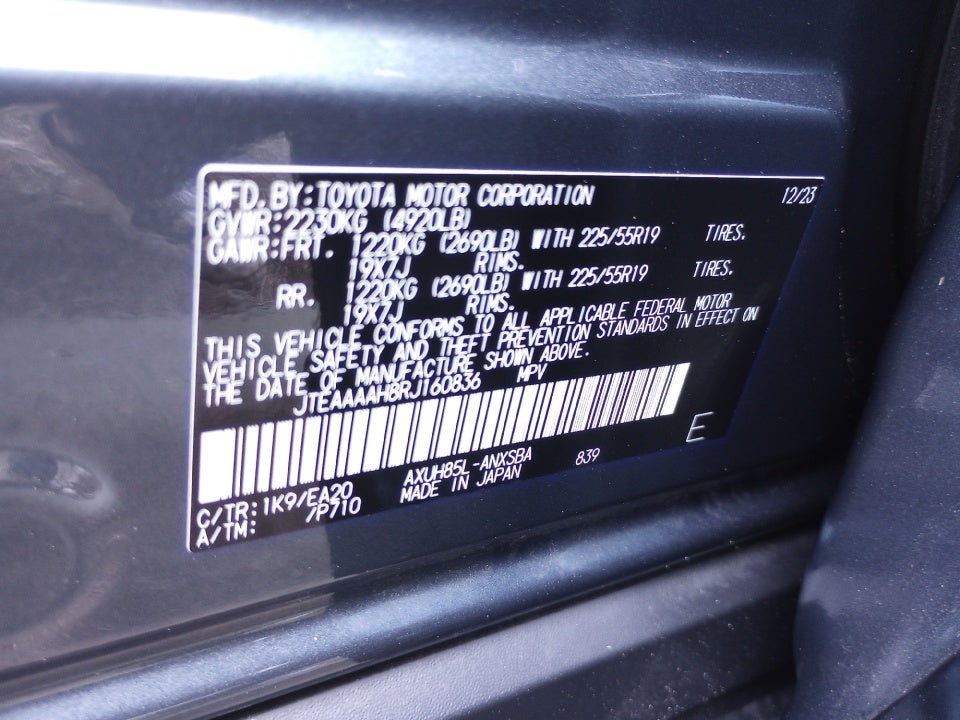 MFD. BY: TOYOTA MOTOR CORPORATION 12/23
GVWR: 2230KG (4920LB)
GAWR: FRT. 1220KG (2690LB) WITH 225/55R19 TIRES.
19X7J RIMS.
RR. 1220KG (2690LB) WITH 225/55R19 TIRES.
19X7J RIMS.
THIS VEHICLE CONFORMS TO ALL APPLICABLE FEDERAL MOTOR
VEHICLE SAFETY AND THEFT PREVENTION STANDARDS IN EFFECT ON
THE DATE OF MANUFACTURE SHOWN ABOVE.
JTEAAAAH8RJ160836 MPV
E
C/TR: 1K9/EA20 AXUH85L-ANXSBA 839
A/TM: /P710 MADE IN JAPAN